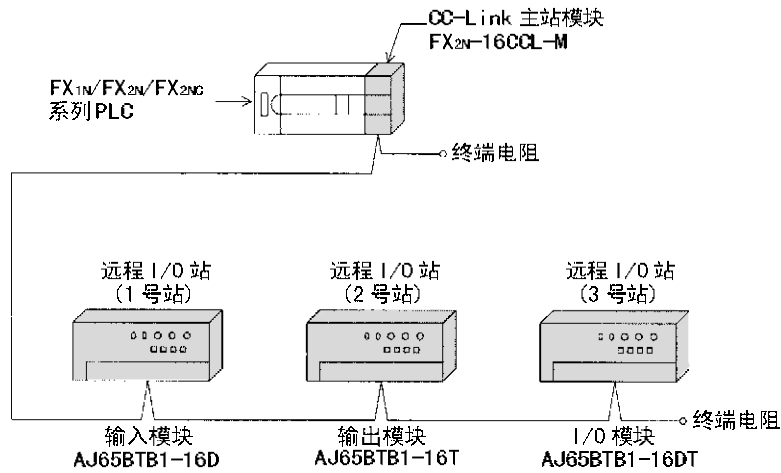 CC-Link 主站模块
FX2N-16CCL-M
FX1N/FX2N/FX2NC
系列PLC
终端电阻
远程 I/O 站
(1号站)
远程 I/O 站
(2号站)
远程 I/O 站
(3号站)
终端电阻
输入模块
AJ65BTB1-16D
输出模块
AJ65BTB1-16T
I/O 模块
AJ65BTB1-16DT